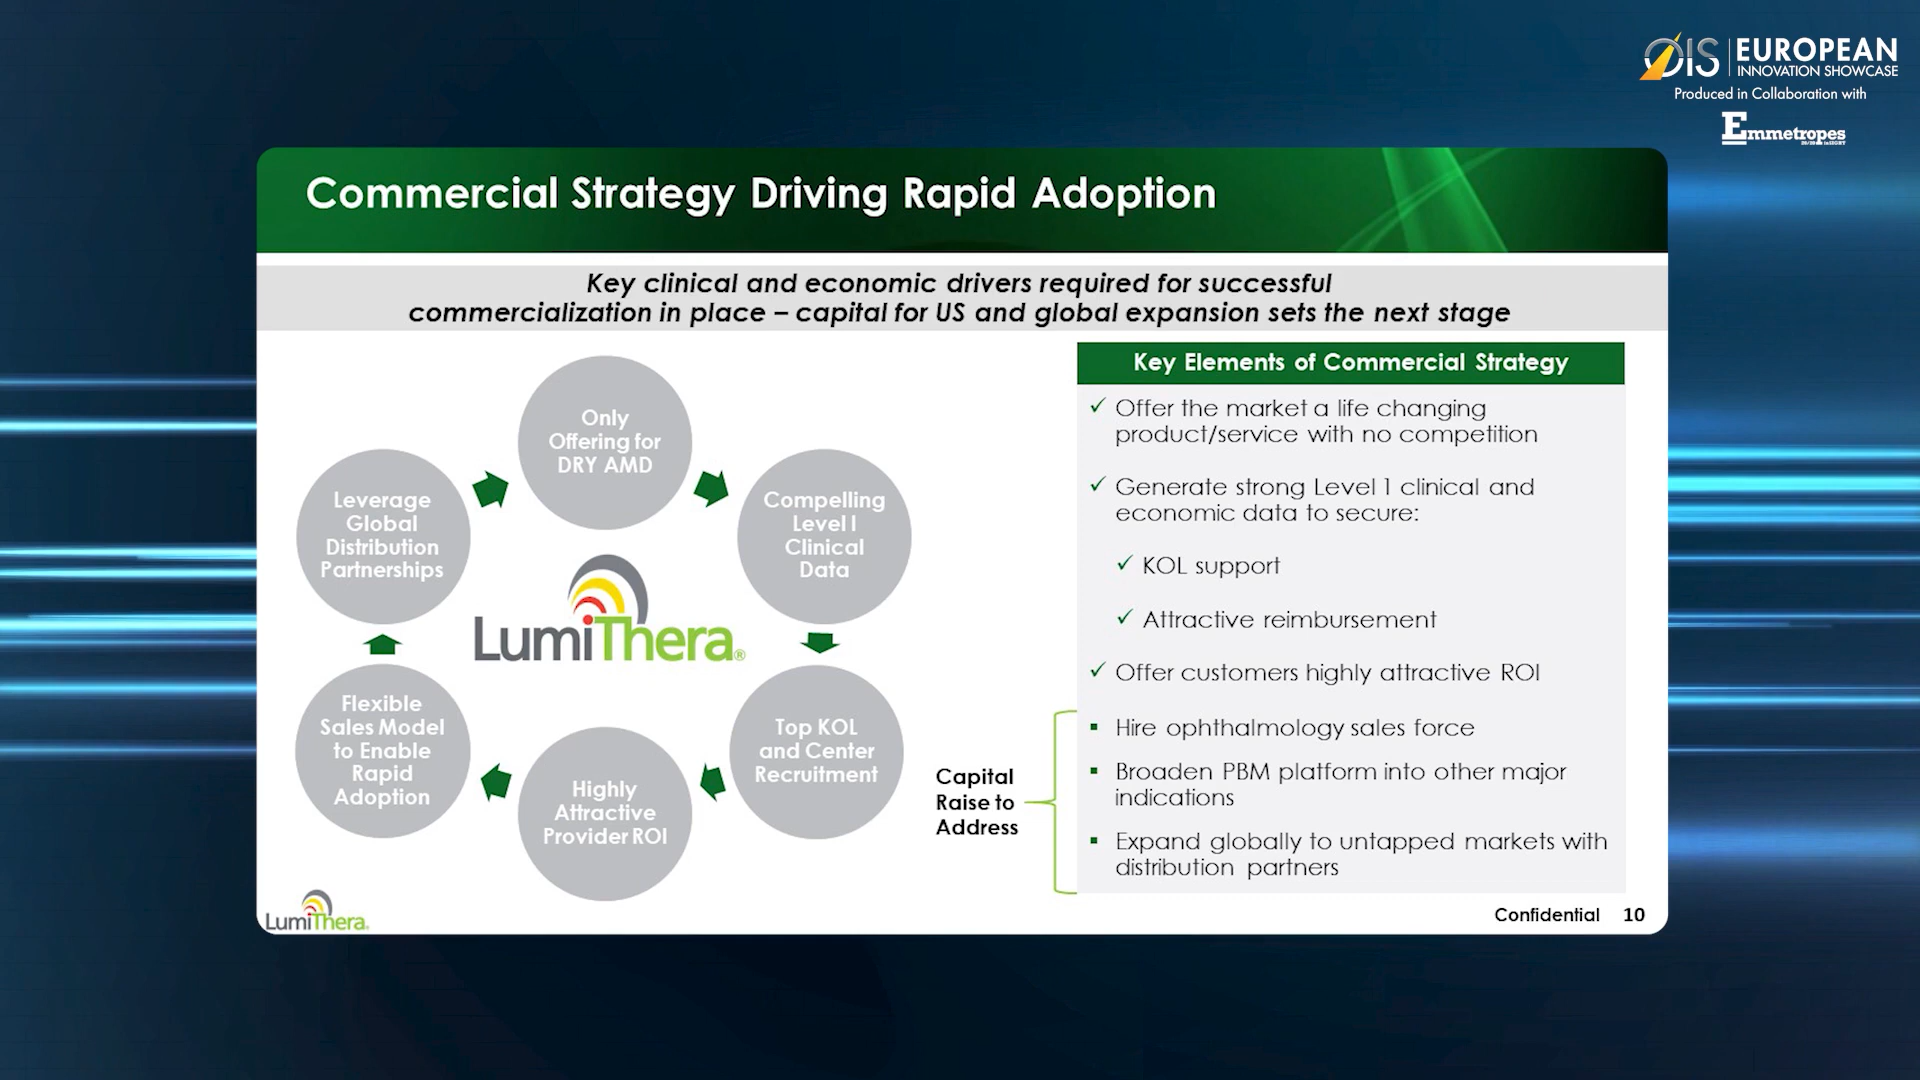 OIS EUROPEAN
INNOVATION SHOWCASE
Produced in Collaboration with
Emmetropes
Commercial Strategy Driving Rapid Adoption
Key clinical and economic drivers required for successful
commercialization in place – capital for US and global expansion sets the next stage
Only
Offering for
DRY AMD
Compelling
Level I
Clinical
Data
Top KOL
and Center
Recruitment
Highly
Attractive
Provider ROI
Flexible
Sales Model
to Enable
Rapid
Adoption
Leverage
Global
Distribution
Partnerships
LumiThera®
Key Elements of Commercial Strategy
✓ Offer the market a life changing
product/service with no competition
✓ Generate strong Level 1 clinical and
economic data to secure:
✓ KOL support
✓ Attractive reimbursement
✓ Offer customers highly attractive ROI
▪ Hire ophthalmology sales force
▪ Broaden PBM platform into other major
indications
▪ Expand globally to untapped markets with
distribution partners
Capital
Raise to
Address
LumiThera
Confidential 10